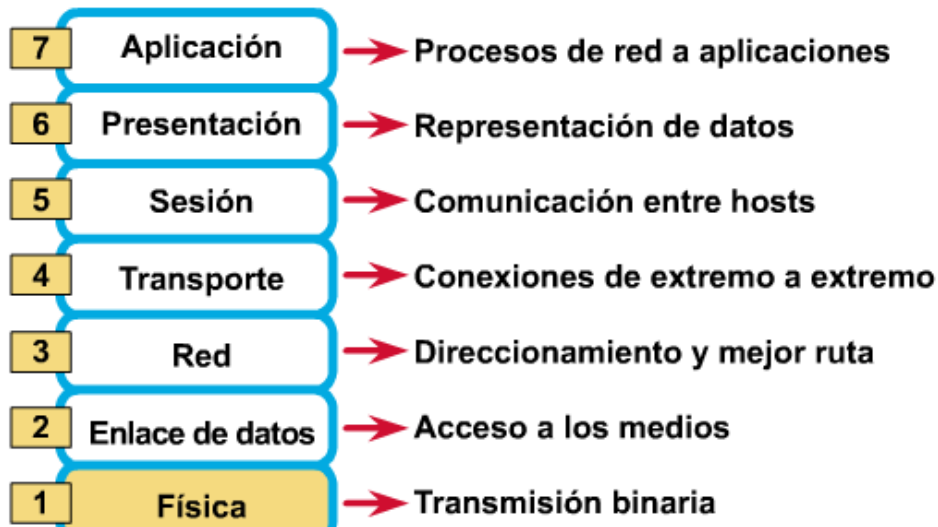 7 Aplicación Procesos de red a aplicaciones
6 Presentación Representación de datos
5 Sesión Comunicación entre hosts
4 Transporte Conexiones de extremo a extremo
3 Red Direccionamiento y mejor ruta
2 Enlace de datos Acceso a los medios
1 Física Transmisión binaria